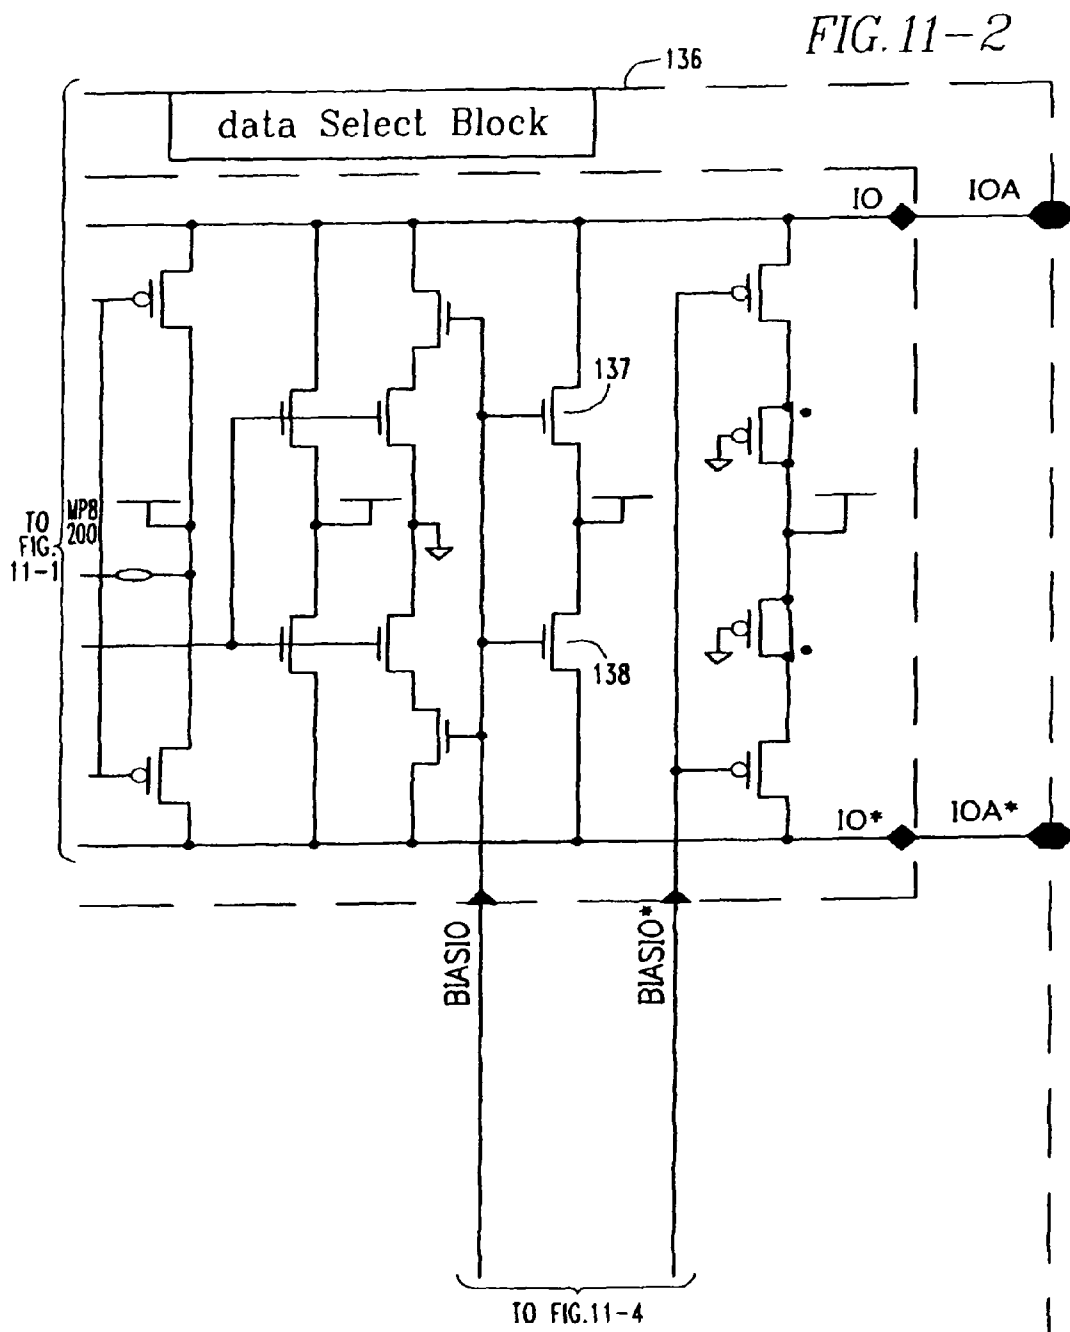 FIG. 11-2
136
data Select Block
IO
IOA
137
MP8
200
TO
FIG.
11-1
138
IO*
IOA*
BIASIO
BIASIO*
TO FIG.11-4